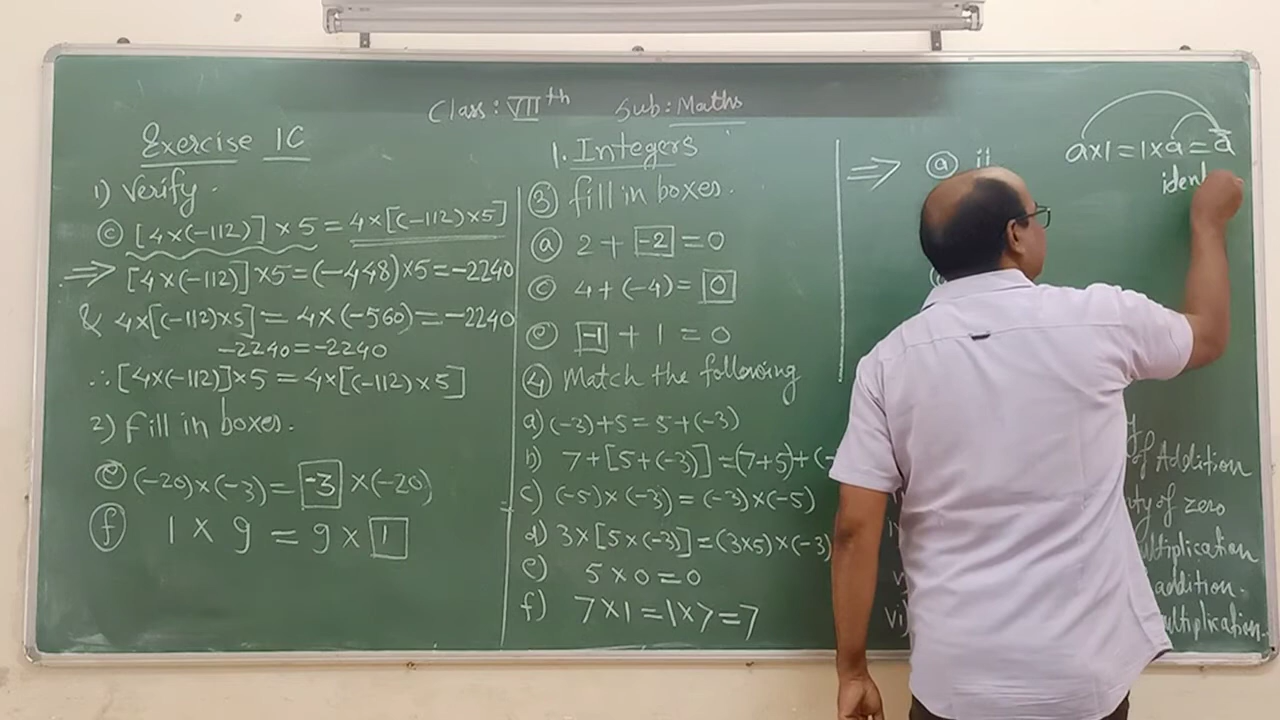 Class: VIIth Sub: Maths
Exercise 1C
1) Verify.
ⓒ [4×(-112)]×5 = 4×[(-112)×5]
⇒ [4×(-112)]×5=(-448)×5=-2240
& 4×[(-112)×5] = 4×(-560)=-2240
-2240=-2240
∴[4×(-112)]×5 = 4×[(-112)×5]
2) fill in boxes.
ⓔ (-20)×(-3)= -3 ×(-20)
ⓕ 1 × 9 = 9 × 1
1. Integers
③ fill in boxes.
ⓐ 2 + -2 = 0
ⓒ 4+(-4)= 0
ⓔ -1 + 1 = 0
④ Match the following
a) (-3)+5=5+(-3)
b) 7+[5+(-3)]=(7+5)+(-
c) (-5)×(-3)=(-3)×(-5)
d) 3×[5×(-3)]=(3×5)×(-3)
e) 5×0=0
f) 7×1=1×7=7
⇒ ⓐ ii
a×1=1×a=a
ident
of Addition
ty of zero
ultiplication
addition.
vi) ultiplication.